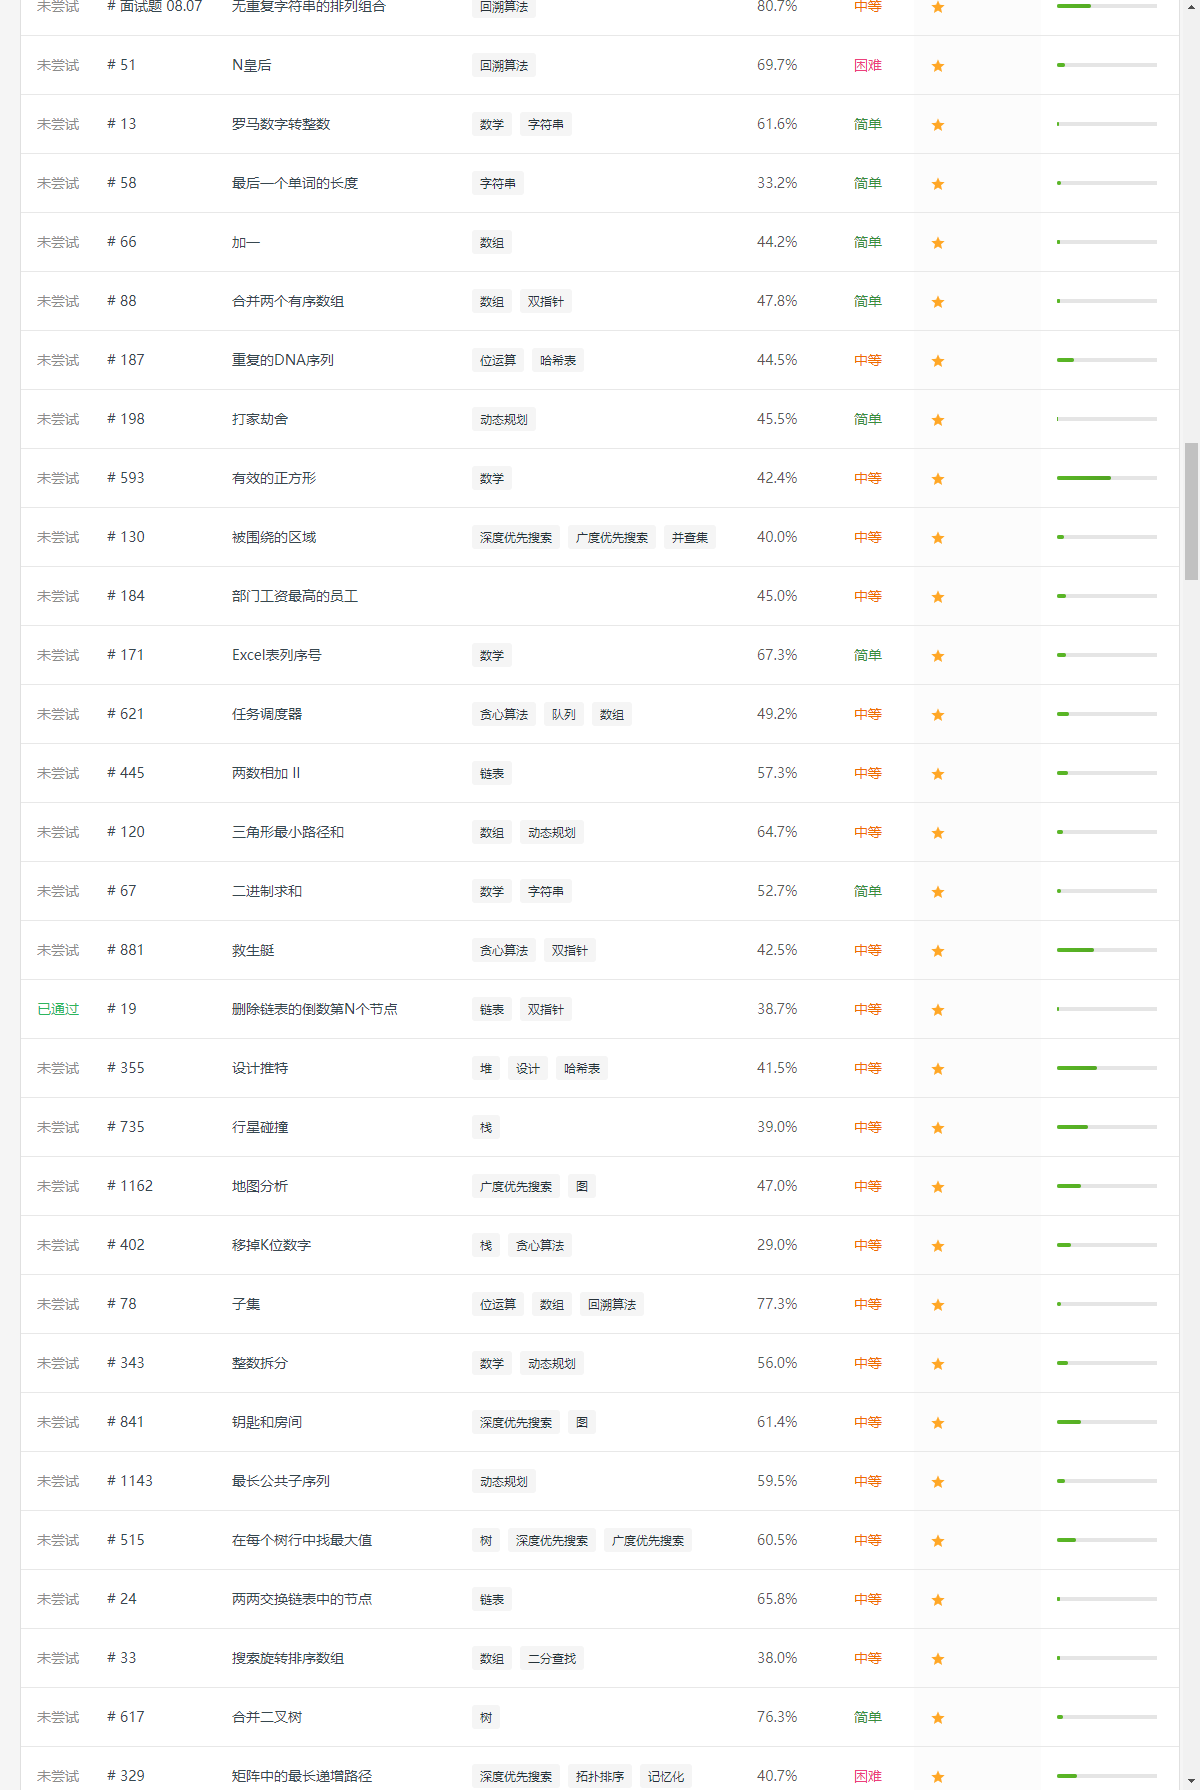 未尝试 # 面试题 08.07 无重复字符串的排列组合 回溯算法 80.7% 中等
未尝试 # 51 N皇后 回溯算法 69.7% 困难
未尝试 # 13 罗马数字转整数 数学 字符串 61.6% 简单
未尝试 # 58 最后一个单词的长度 字符串 33.2% 简单
未尝试 # 66 加一 数组 44.2% 简单
未尝试 # 88 合并两个有序数组 数组 双指针 47.8% 简单
未尝试 # 187 重复的DNA序列 位运算 哈希表 44.5% 中等
未尝试 # 198 打家劫舍 动态规划 45.5% 简单
未尝试 # 593 有效的正方形 数学 42.4% 中等
未尝试 # 130 被围绕的区域 深度优先搜索 广度优先搜索 并查集 40.0% 中等
未尝试 # 184 部门工资最高的员工 45.0% 中等
未尝试 # 171 Excel表列序号 数学 67.3% 简单
未尝试 # 621 任务调度器 贪心算法 队列 数组 49.2% 中等
未尝试 # 445 两数相加 II 链表 57.3% 中等
未尝试 # 120 三角形最小路径和 数组 动态规划 64.7% 中等
未尝试 # 67 二进制求和 数学 字符串 52.7% 简单
未尝试 # 881 救生艇 贪心算法 双指针 42.5% 中等
已通过 # 19 删除链表的倒数第N个节点 链表 双指针 38.7% 中等
未尝试 # 355 设计推特 堆 设计 哈希表 41.5% 中等
未尝试 # 735 行星碰撞 栈 39.0% 中等
未尝试 # 1162 地图分析 广度优先搜索 图 47.0% 中等
未尝试 # 402 移掉K位数字 栈 贪心算法 29.0% 中等
未尝试 # 78 子集 位运算 数组 回溯算法 77.3% 中等
未尝试 # 343 整数拆分 数学 动态规划 56.0% 中等
未尝试 # 841 钥匙和房间 深度优先搜索 图 61.4% 中等
未尝试 # 1143 最长公共子序列 动态规划 59.5% 中等
未尝试 # 515 在每个树行中找最大值 树 深度优先搜索 广度优先搜索 60.5% 中等
未尝试 # 24 两两交换链表中的节点 链表 65.8% 中等
未尝试 # 33 搜索旋转排序数组 数组 二分查找 38.0% 中等
未尝试 # 617 合并二叉树 树 76.3% 简单
未尝试 # 329 矩阵中的最长递增路径 深度优先搜索 拓扑排序 记忆化 40.7% 困难